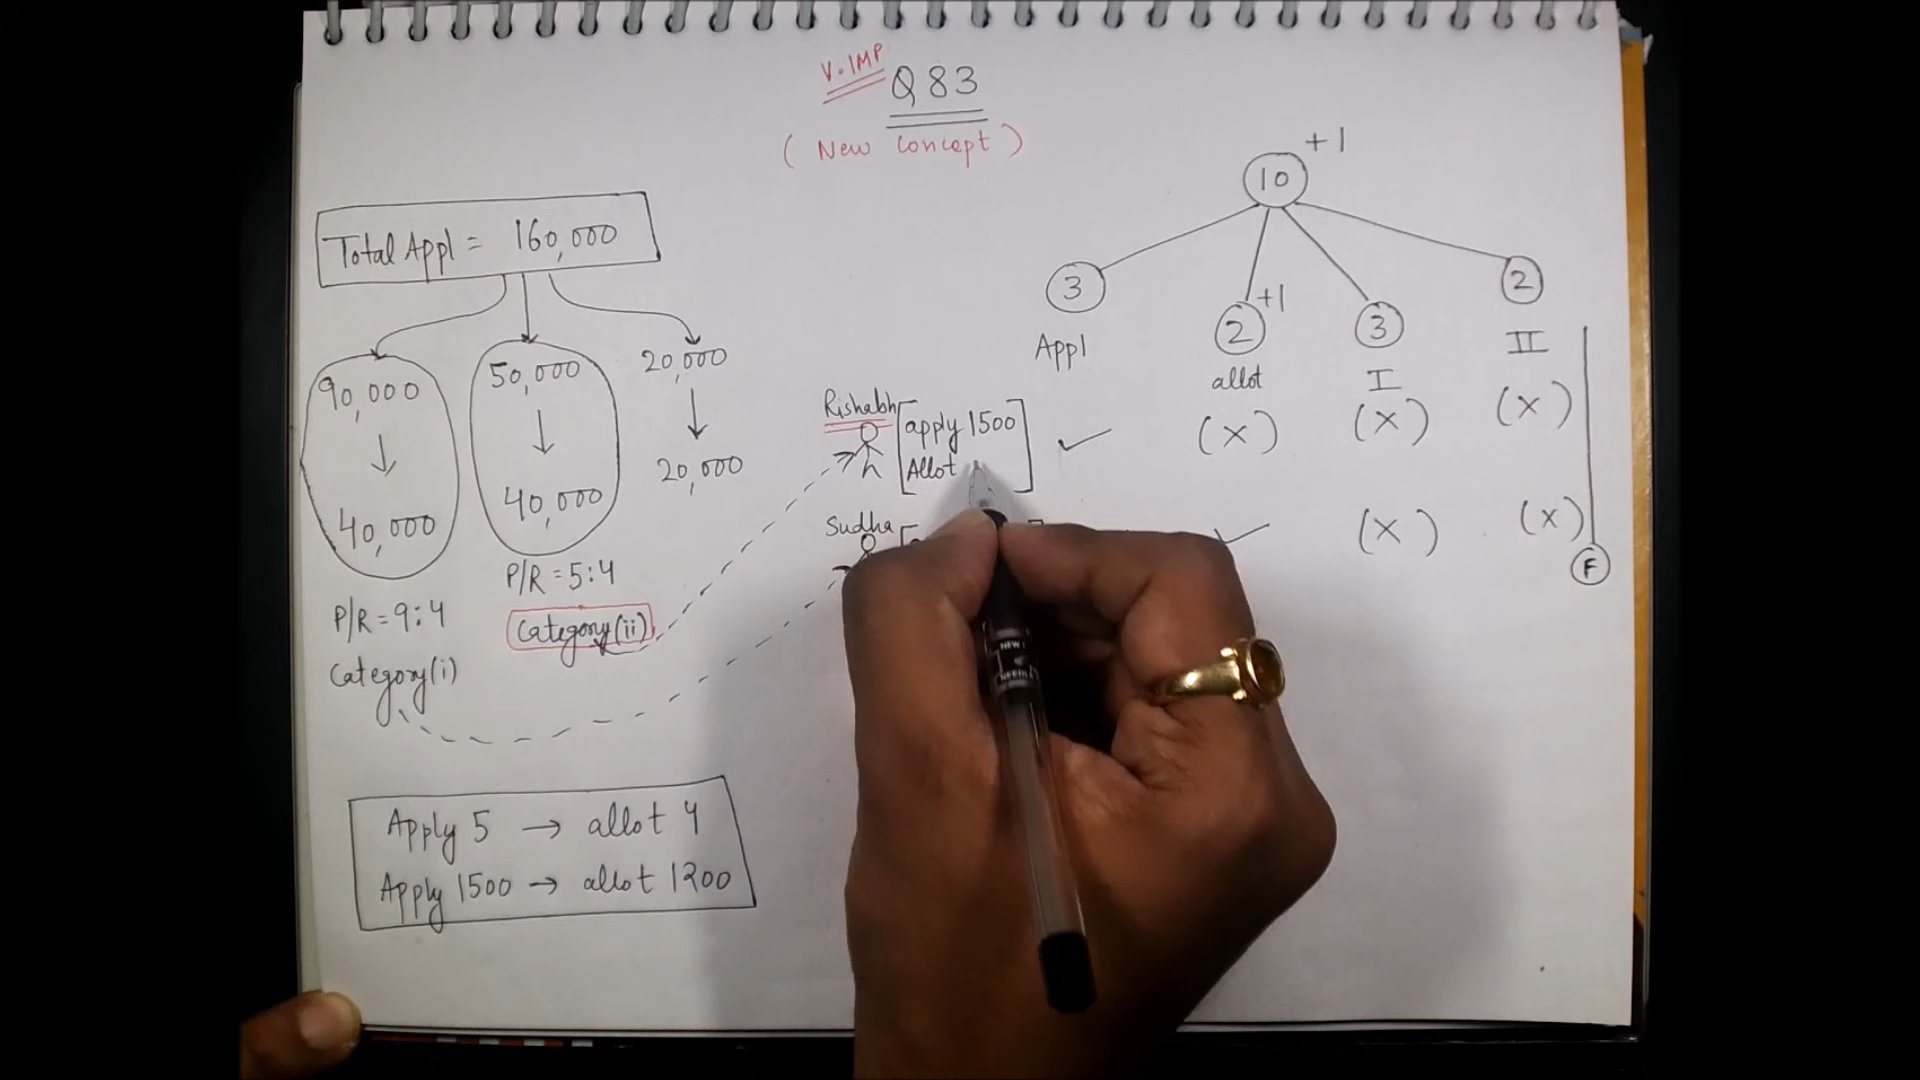 V. IMP
Q 83
( New Concept )
+1
10
Total Appl = 160,000
3
+1
2
3
2
Appl
allot
I
II
90,000
50,000
20,000
40,000
40,000
20,000
P/R = 9:4
P/R = 5:4
Category(i)
Category(ii)
Rishabh
apply 1500
Allot
(X)
(X)
(X)
Sudha
(X)
(X)
F
Apply 5 → allot 4
Apply 1500 → allot 1200
NEW
NEEDLE